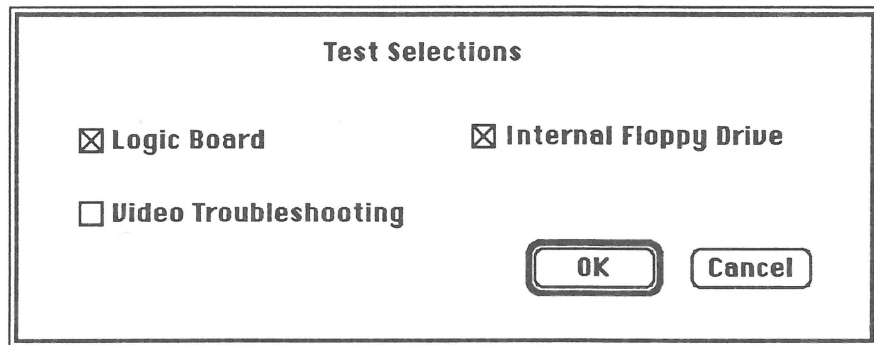 Test Selections
Logic Board
Internal Floppy Drive
Video Troubleshooting
OK
Cancel